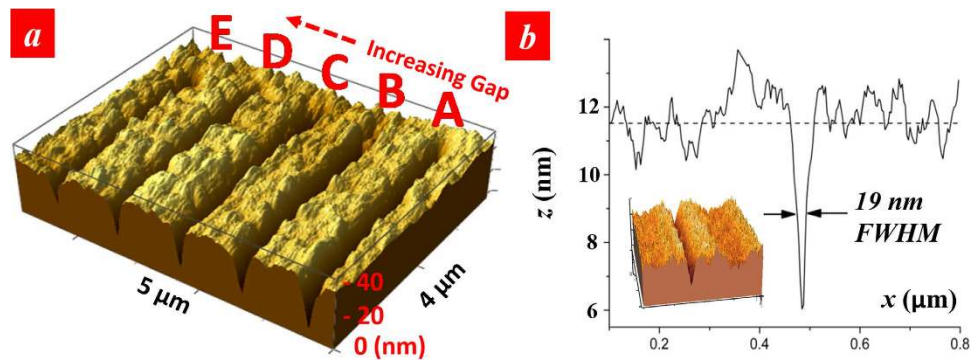 a
E
D
C
B
A
Increasing Gap
5 µm
4 µm
- 40
- 20
0 (nm)
b
12
z (nm)
11
8
6
19 nm
FWHM
x (µm)
0.2
0.4
0.6
0.8